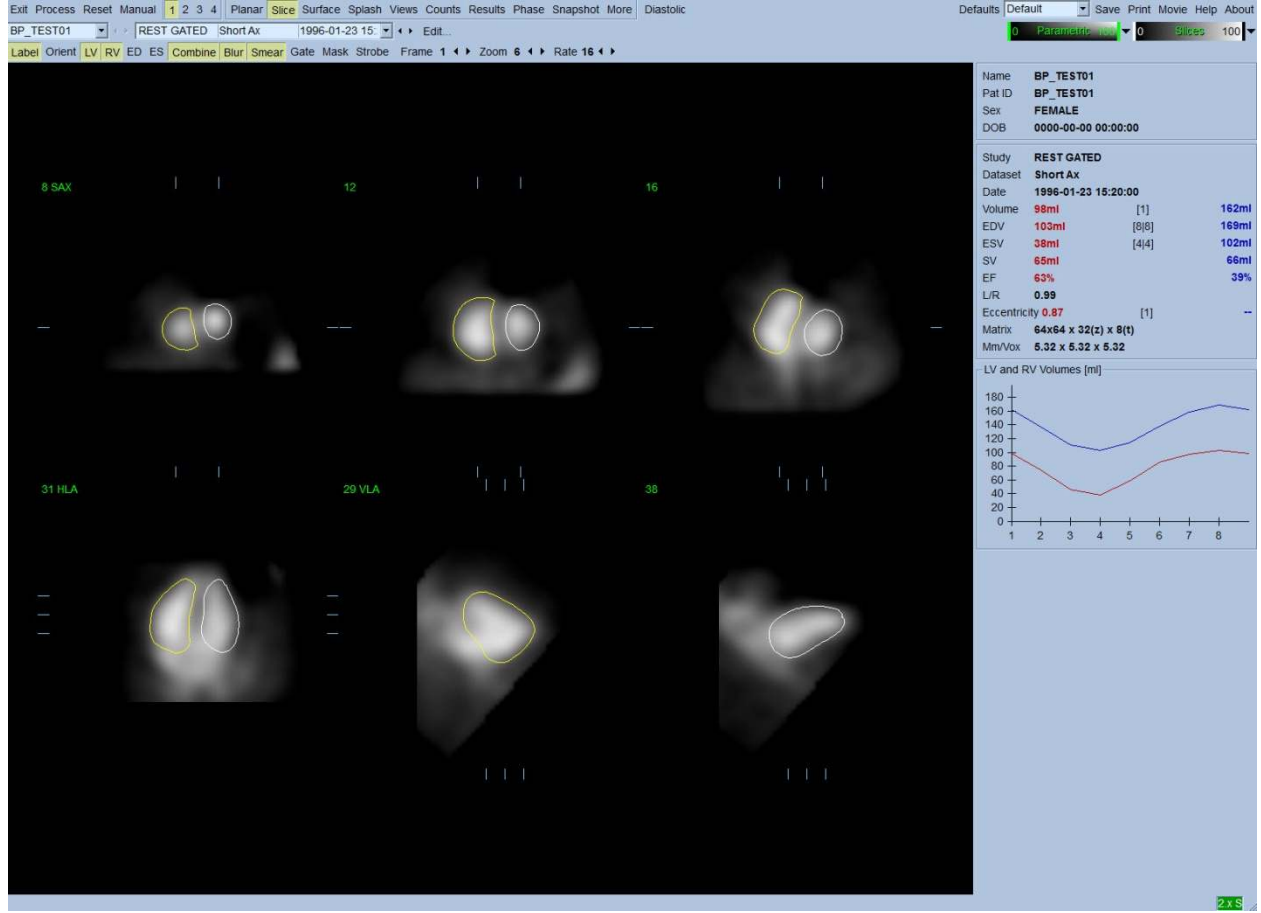 Exit Process Reset Manual 1 2 3 4 Planar Slice Surface Splash Views Counts Results Phase Snapshot More Diastolic Defaults Default Save Print Movie Help About
BP_TEST01 REST GATED Short Ax 1996-01-23 15: Edit... 0 Parametric 100 0 Slices 100
Label Orient LV RV ED ES Combine Blur Smear Gate Mask Strobe Frame 1 Zoom 6 Rate 16
Name BP_TEST01
Pat ID BP_TEST01
Sex FEMALE
DOB 0000-00-00 00:00:00
Study REST GATED
Dataset Short Ax
Date 1996-01-23 15:20:00
Volume 98ml [1] 162ml
EDV 103ml [8|8] 169ml
ESV 38ml [4|4] 102ml
SV 65ml 66ml
EF 63% 39%
L/R 0.99
Eccentricity 0.87 [1] --
Matrix 64x64 x 32(z) x 8(t)
Mm/Vox 5.32 x 5.32 x 5.32
LV and RV Volumes [ml]
180
160
140
120
100
80
60
40
20
0
1 2 3 4 5 6 7 8
8 SAX 12 16
31 HLA 29 VLA 38
2.x S